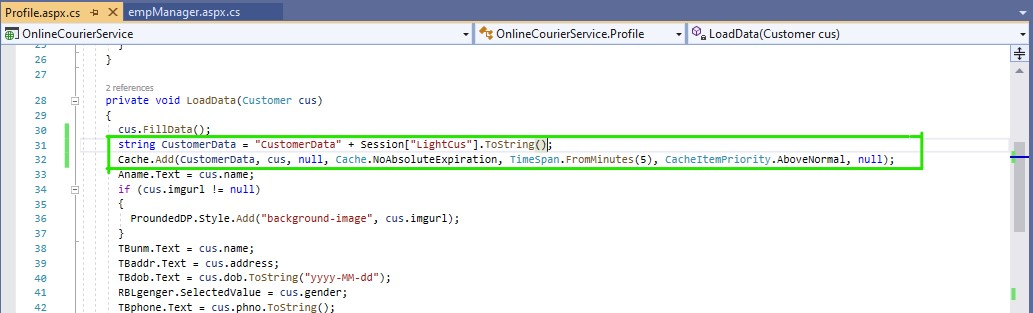 Profile.aspx.cs empManager.aspx.cs
OnlineCourierService OnlineCourierService.Profile LoadData(Customer cus)
25 }
26 }
27
2 references
28 private void LoadData(Customer cus)
29 {
30 cus.FillData();
31 string CustomerData = "CustomerData" + Session["LightCus"].ToString();
32 Cache.Add(CustomerData, cus, null, Cache.NoAbsoluteExpiration, TimeSpan.FromMinutes(5), CacheItemPriority.AboveNormal, null);
33 Aname.Text = cus.name;
34 if (cus.imgurl != null)
35 {
36 ProundedDP.Style.Add("background-image", cus.imgurl);
37 }
38 TBunm.Text = cus.name;
39 TBaddr.Text = cus.address;
40 TBdob.Text = cus.dob.ToString("yyyy-MM-dd");
41 RBLgenger.SelectedValue = cus.gender;
42 TBphone.Text = cus.phno.ToString();